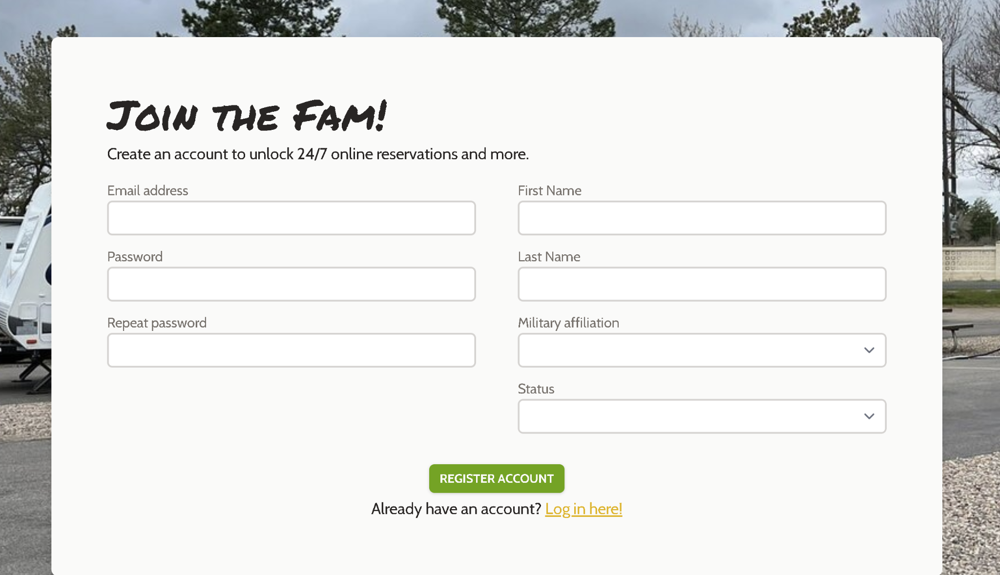 Join the Fam!
Create an account to unlock 24/7 online reservations and more.
Email address
First Name
Password
Last Name
Repeat password
Military affiliation
Status
REGISTER ACCOUNT
Already have an account? Log in here!